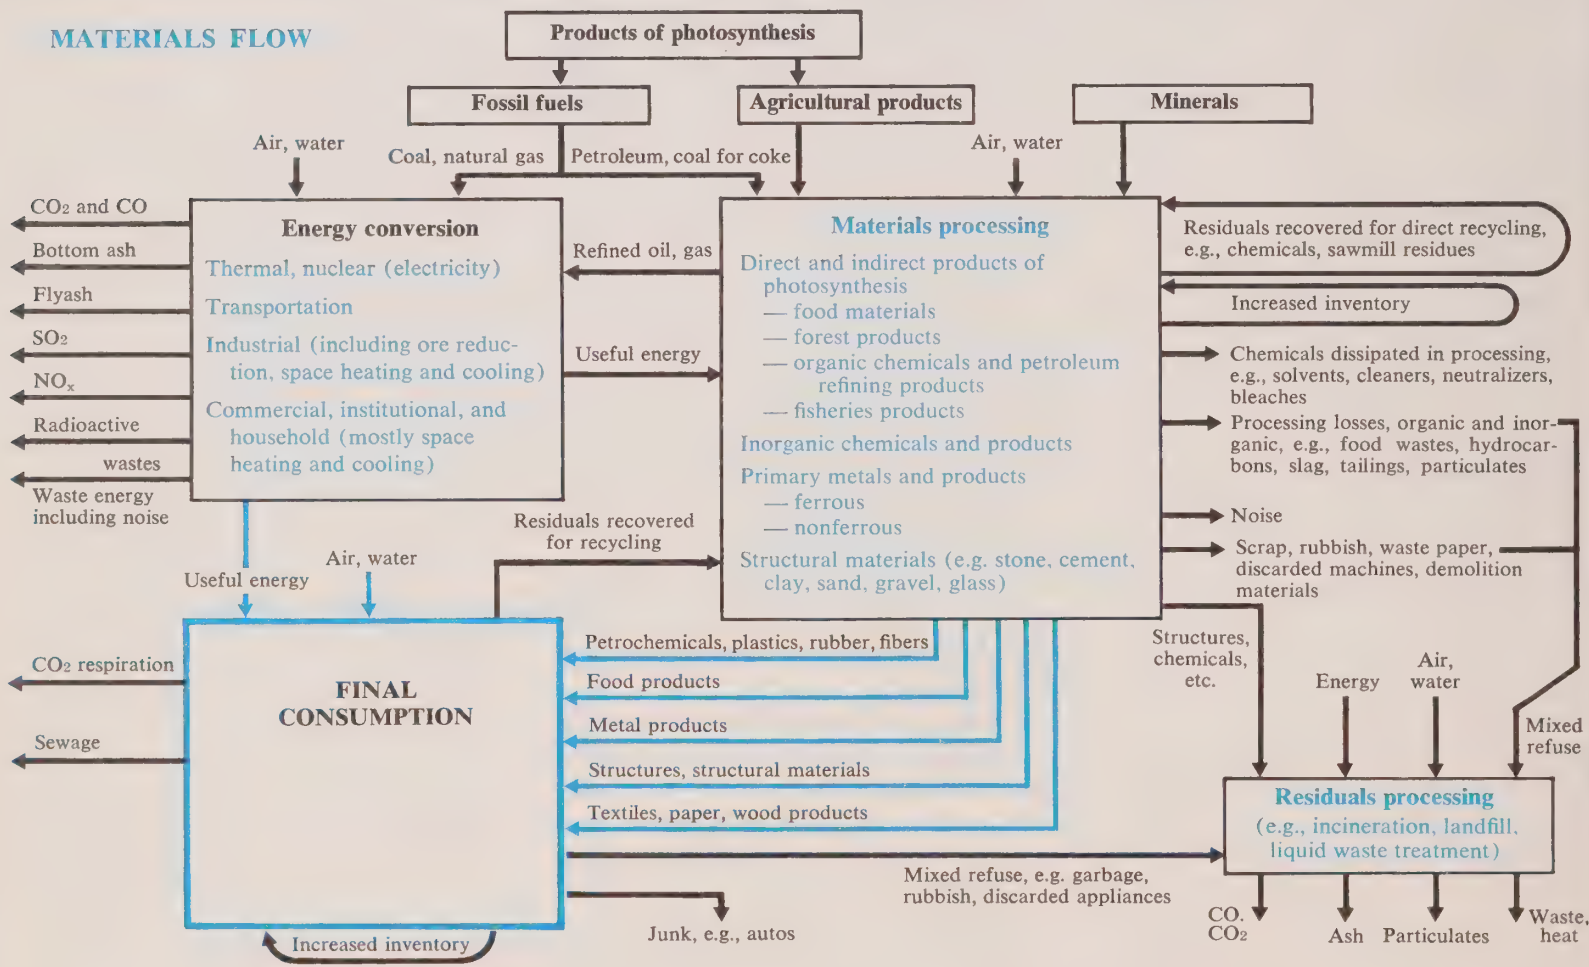 MATERIALS FLOW
Products of photosynthesis
Fossil fuels
Agricultural products
Minerals
Air, water
Coal, natural gas
Petroleum, coal for coke
Air, water
CO₂ and CO
Bottom ash
Flyash
SO₂
NOₓ
Radioactive
wastes
Waste energy
including noise
Energy conversion
Thermal, nuclear (electricity)
Transportation
Industrial (including ore reduc-
tion, space heating and cooling)
Commercial, institutional, and
household (mostly space
heating and cooling)
Refined oil, gas
Useful energy
Materials processing
Direct and indirect products of
photosynthesis
— food materials
— forest products
— organic chemicals and petroleum
refining products
— fisheries products
Inorganic chemicals and products
Primary metals and products
— ferrous
— nonferrous
Structural materials (e.g. stone, cement,
clay, sand, gravel, glass)
Residuals recovered for direct recycling,
e.g., chemicals, sawmill residues
Increased inventory
Chemicals dissipated in processing,
e.g., solvents, cleaners, neutralizers,
bleaches
Processing losses, organic and inor-
ganic, e.g., food wastes, hydrocar-
bons, slag, tailings, particulates
Noise
Scrap, rubbish, waste paper,
discarded machines, demolition
materials
Residuals recovered
for recycling
Useful energy
Air, water
CO₂ respiration
Sewage
FINAL
CONSUMPTION
Petrochemicals, plastics, rubber, fibers
Food products
Metal products
Structures, structural materials
Textiles, paper, wood products
Structures,
chemicals,
etc.
Energy
Air,
water
Mixed
refuse
Residuals processing
(e.g., incineration, landfill,
liquid waste treatment)
Mixed refuse, e.g. garbage,
rubbish, discarded appliances
Junk, e.g., autos
Increased inventory
CO.
CO₂
Ash
Particulates
Waste,
heat